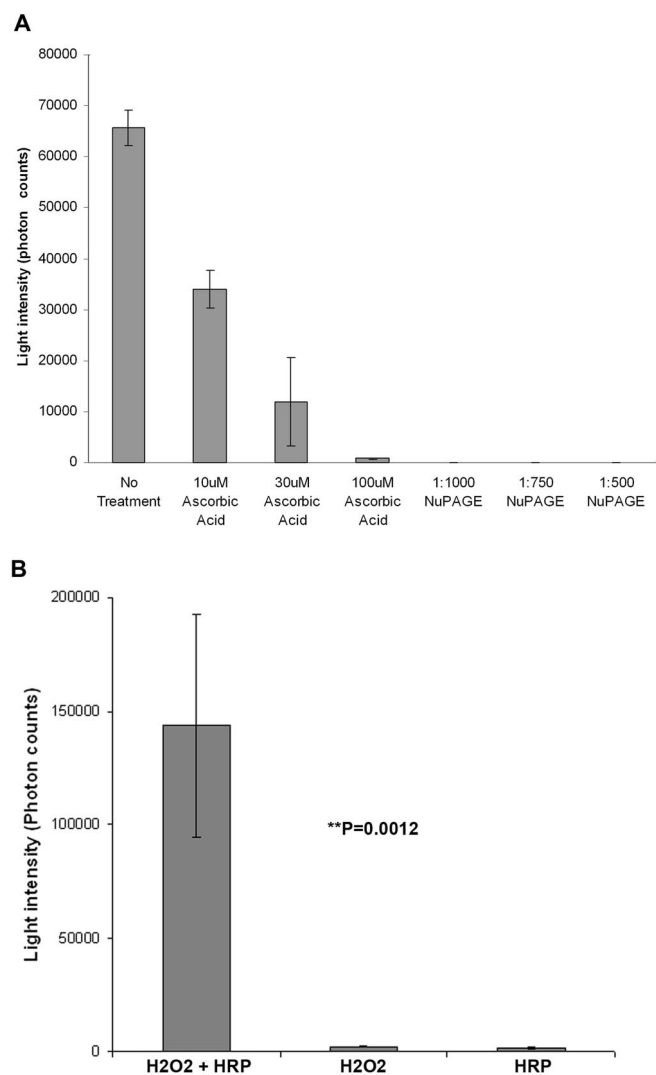 A
80000
70000
60000
50000
40000
30000
20000
10000
0
Light intensity (photon counts)
No Treatment
10uM Ascorbic Acid
30uM Ascorbic Acid
100uM Ascorbic Acid
1:1000 NuPAGE
1:750 NuPAGE
1:500 NuPAGE
B
200000
150000
100000
50000
0
Light intensity (Photon counts)
**P=0.0012
H2O2 + HRP
H2O2
HRP